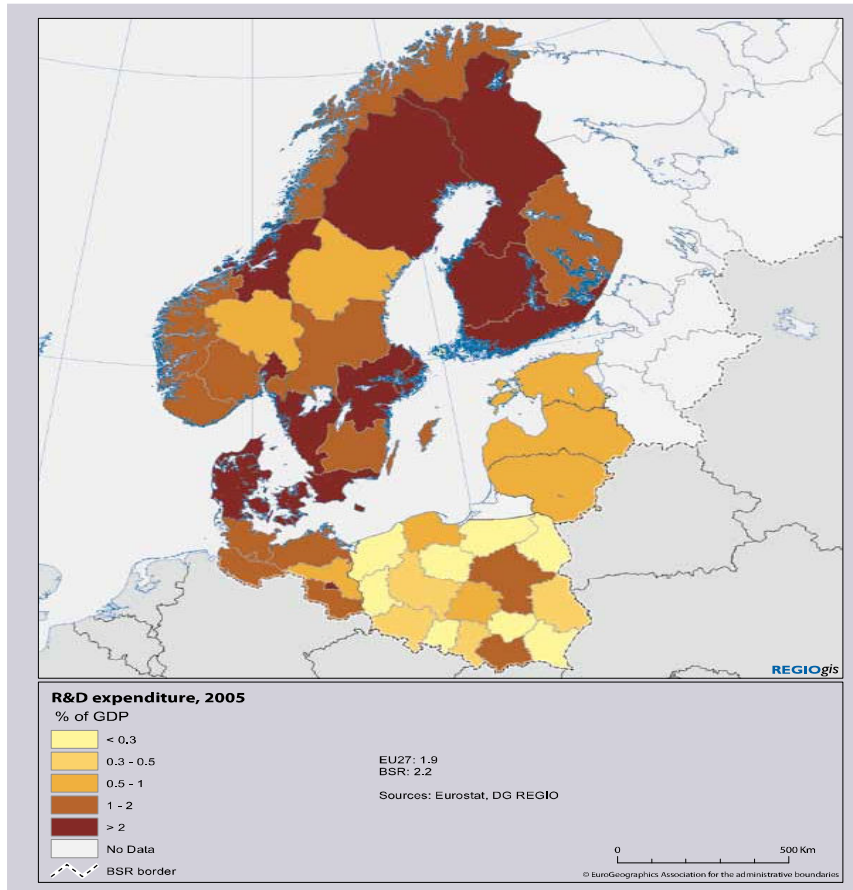 REGIOgis
R&D expenditure, 2005
% of GDP
< 0.3
0.3 - 0.5
0.5 - 1
1 - 2
> 2
No Data
BSR border
EU27: 1.9
BSR: 2.2
Sources: Eurostat, DG REGIO
0 500 Km
© EuroGeographics Association for the administrative boundaries